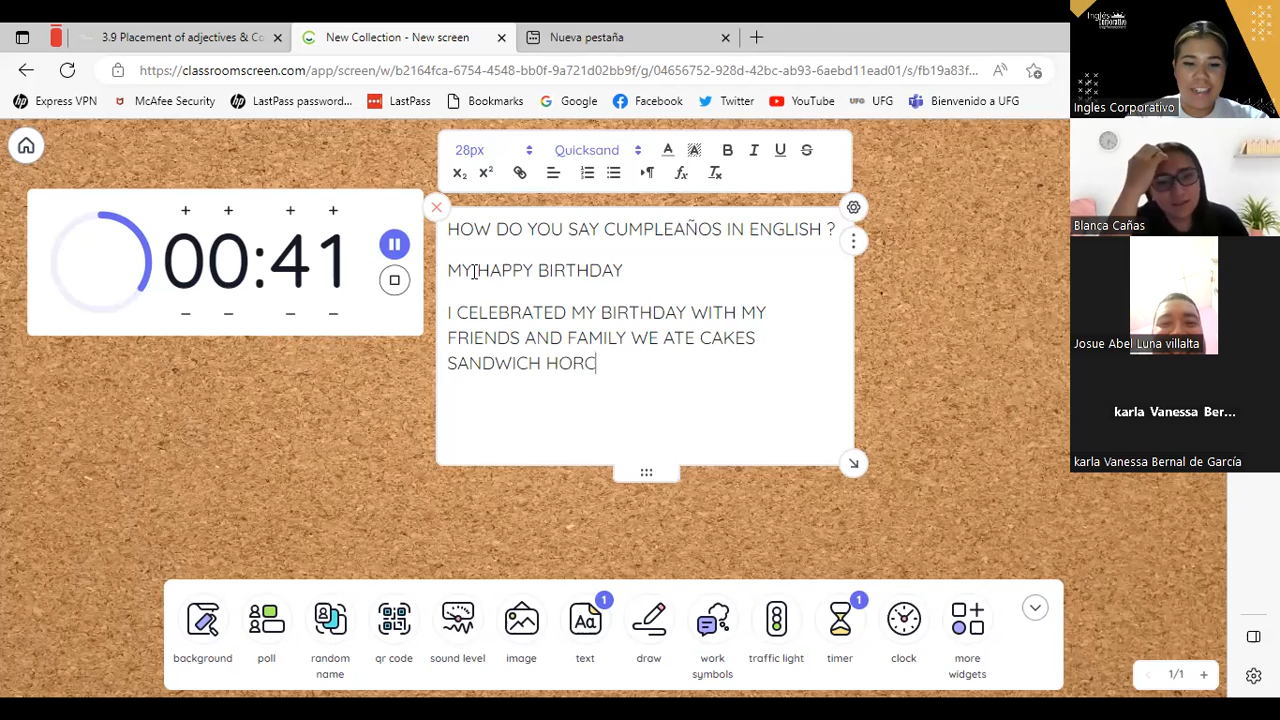 3.9 Placement of adjectives & Co
New Collection - New screen
Nueva pestaña
https://classroomscreen.com/app/screen/w/b2164fca-6754-4548-bb0f-9a721d02bb9f/g/04656752-928d-42bc-ab93-6aebd11ead01/s/fb19a83f...
Express VPN
McAfee Security
LastPass password...
LastPass
Bookmarks
Google
Facebook
Twitter
YouTube
UFG
UFG
Bienvenido a UFG
28px
Quicksand
00:41
HOW DO YOU SAY CUMPLEAÑOS IN ENGLISH ?
MY HAPPY BIRTHDAY
I CELEBRATED MY BIRTHDAY WITH MY
FRIENDS AND FAMILY WE ATE CAKES
SANDWICH HORC
background
poll
random
name
qr code
sound level
image
1
text
draw
work
symbols
traffic light
1
timer
clock
more
widgets
1/1
Inglés
Corporativo
Ingles Corporativo
Blanca Cañas
Josue Abel Luna villalta
karla Vanessa Ber...
karla Vanessa Bernal de García